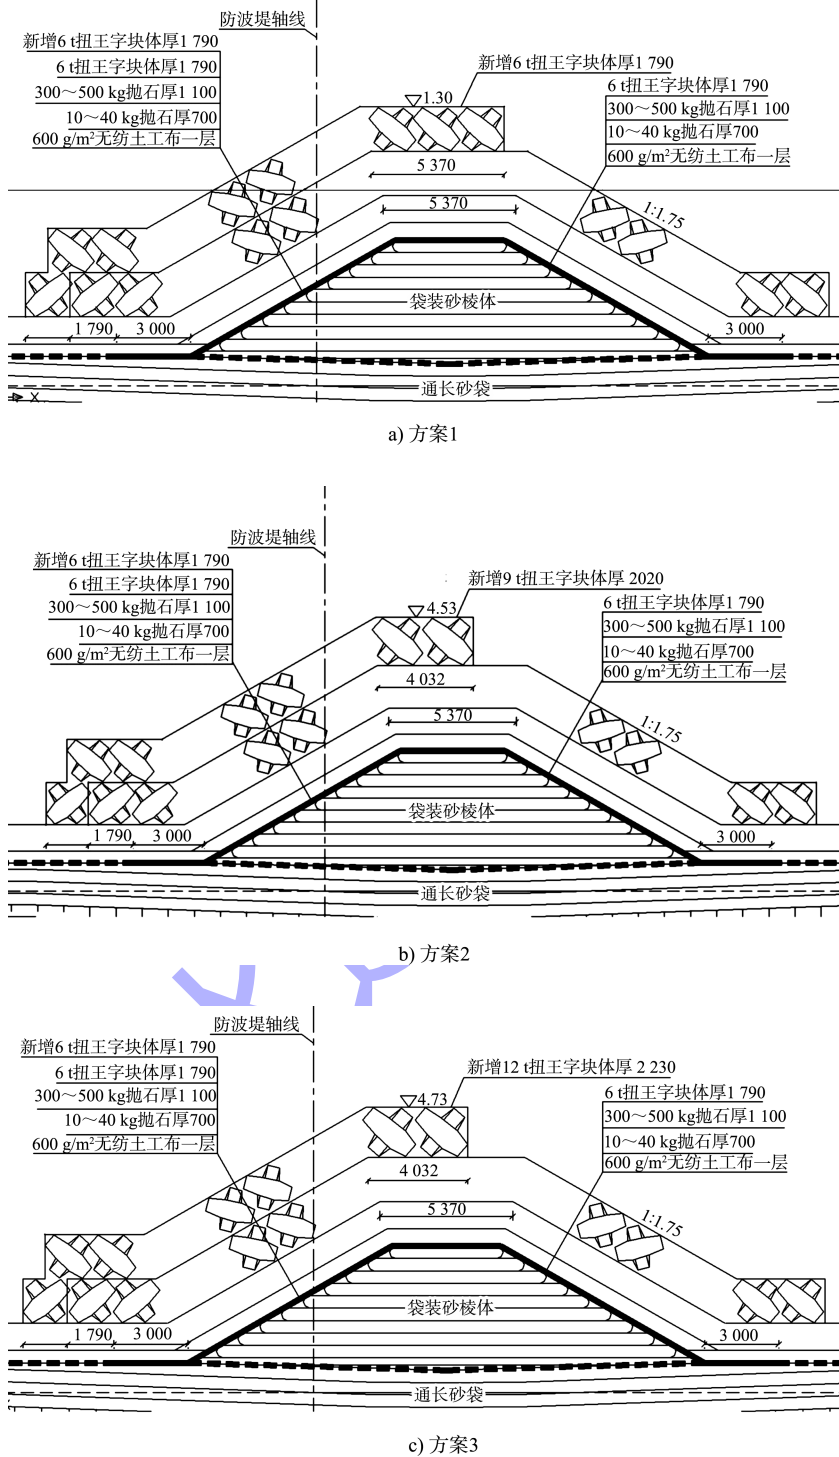 防波堤轴线
新增6 t扭王字块体厚1 790
6 t扭王字块体厚1 790
300～500 kg抛石厚1 100
10～40 kg抛石厚700
600 g/m²无纺土工布一层
新增6 t扭王字块体厚1 790
1.30
6 t扭王字块体厚1 790
300～500 kg抛石厚1 100
10～40 kg抛石厚700
600 g/m²无纺土工布一层
5 370
5 370
1:1.75
袋装砂棱体
1 790
3 000
3 000
通长砂袋
X
a) 方案1
防波堤轴线
新增6 t扭王字块体厚1 790
6 t扭王字块体厚1 790
300～500 kg抛石厚1 100
10～40 kg抛石厚700
600 g/m²无纺土工布一层
新增9 t扭王字块体厚 2020
4.53
6 t扭王字块体厚1 790
300～500 kg抛石厚1 100
10～40 kg抛石厚700
600 g/m²无纺土工布一层
4 032
5 370
1:1.75
袋装砂棱体
1 790
3 000
3 000
通长砂袋
b) 方案2
防波堤轴线
新增6 t扭王字块体厚1 790
6 t扭王字块体厚1 790
300～500 kg抛石厚1 100
10～40 kg抛石厚700
600 g/m²无纺土工布一层
新增12 t扭王字块体厚 2 230
4.73
6 t扭王字块体厚1 790
300～500 kg抛石厚1 100
10～40 kg抛石厚700
600 g/m²无纺土工布一层
4 032
5 370
1:1.75
袋装砂棱体
1 790
3 000
3 000
通长砂袋
c) 方案3